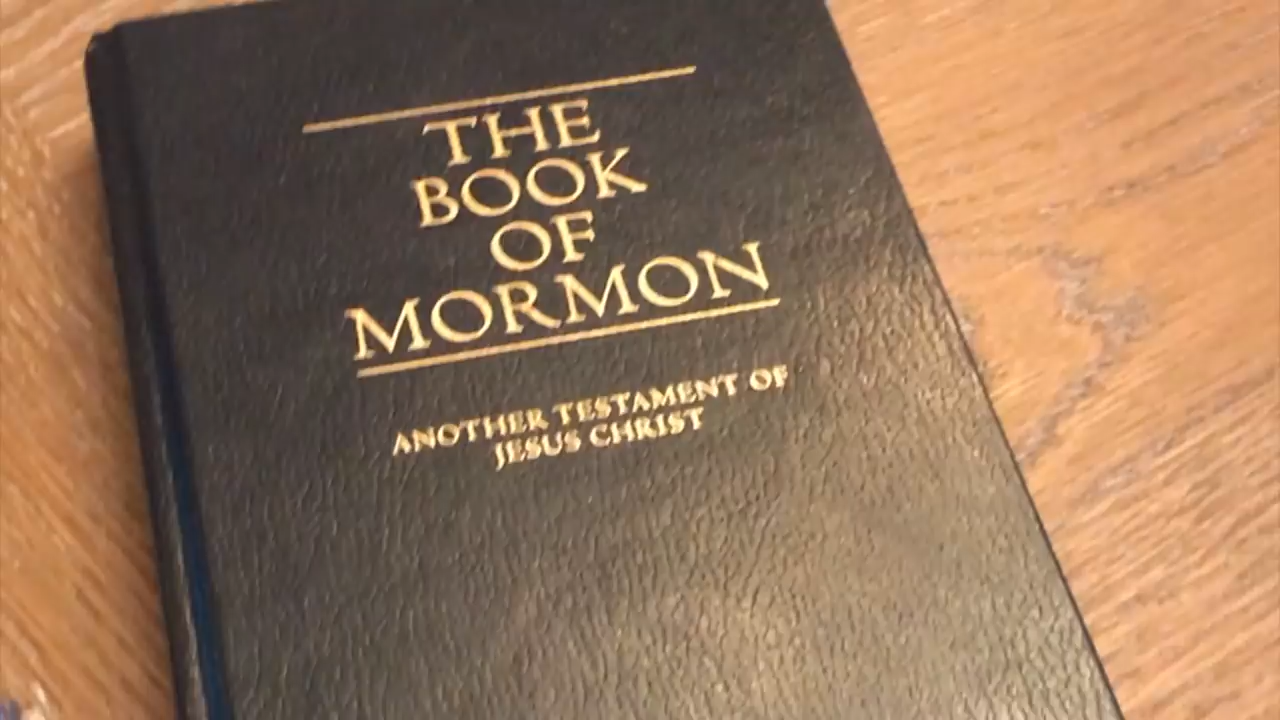 THE
BOOK
OF
MORMON
ANOTHER TESTAMENT OF
JESUS CHRIST